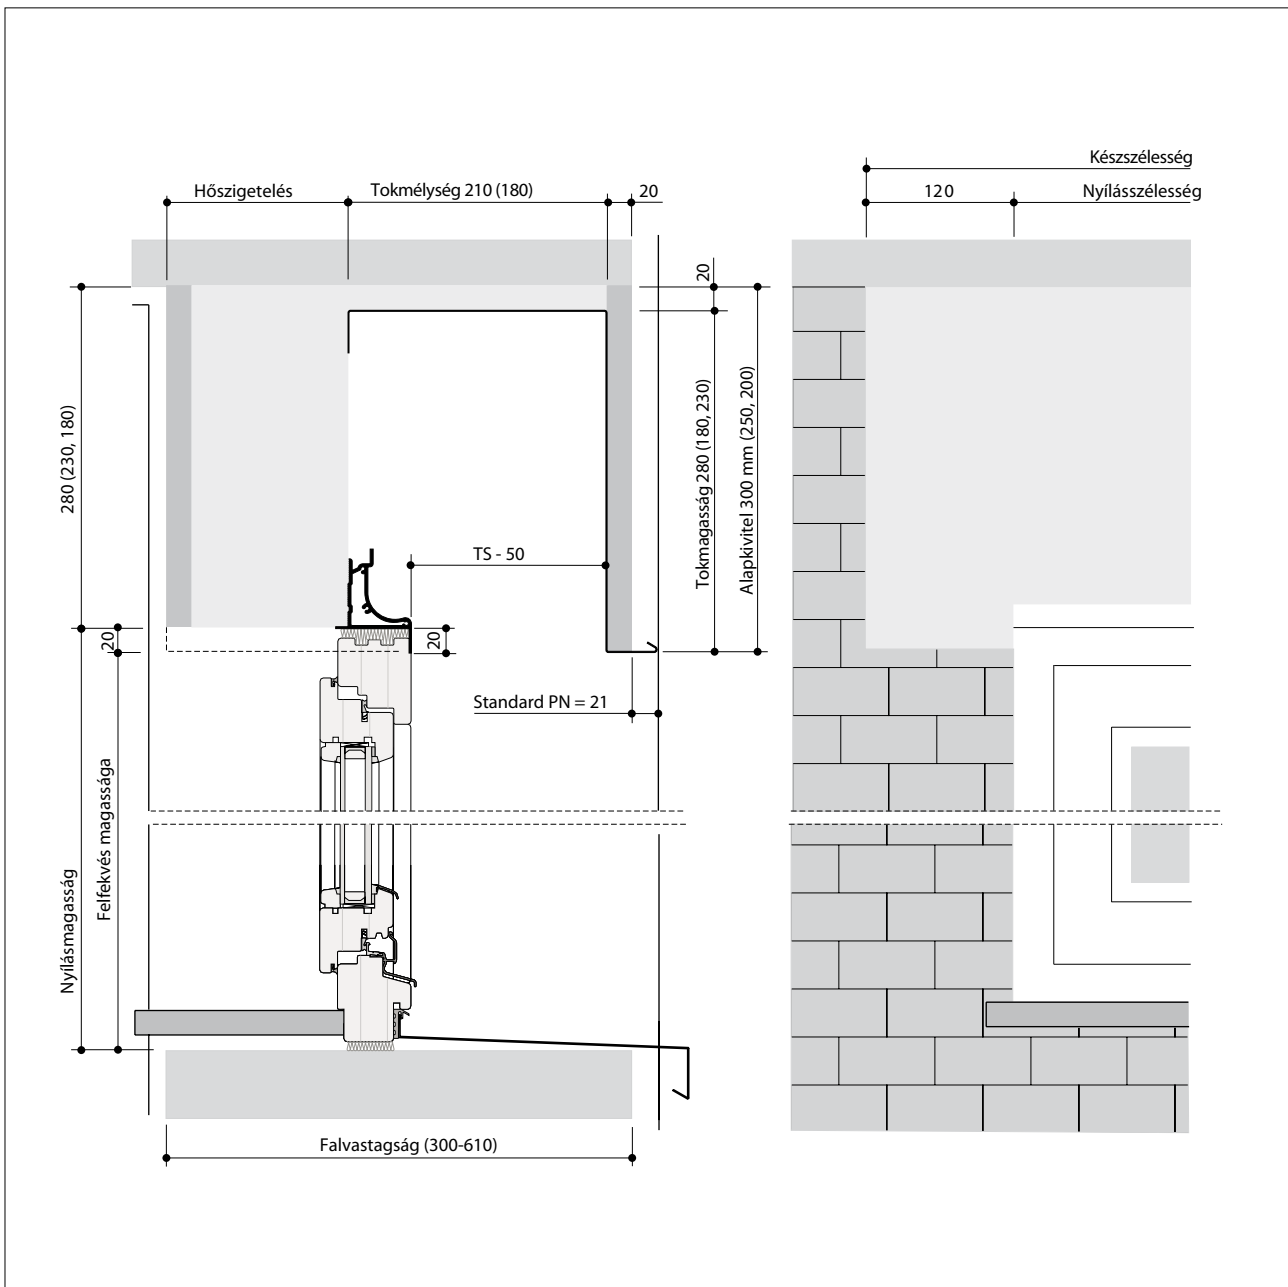 Készszélesség
Hőszigetelés
Tokmélység 210 (180)
20
120
Nyílásszélesség
20
280 (230, 180)
Tokmagasság 280 (180, 230)
Alapkivitel 300 mm (250, 200)
TS - 50
20
20
Standard PN = 21
Nyílásmagasság
Felfekvés magassága
Falvastagság (300-610)